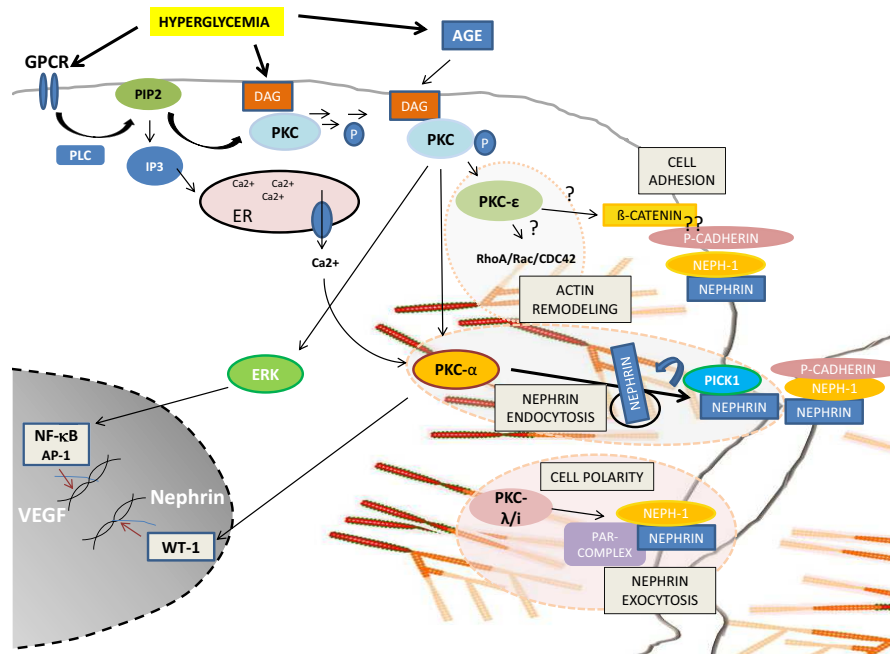 HYPERGLYCEMIA
AGE
GPCR
PIP2
DAG
DAG
PKC
P
PKC
P
PLC
IP3
Ca2+ Ca2+
Ca2+
ER
Ca2+
CELL
ADHESION
PKC-ε
?
ß-CATENIN
??
P-CADHERIN
?
RhoA/Rac/CDC42
NEPH-1
NEPHRIN
ACTIN
REMODELING
ERK
PKC-α
NEPHRIN
PICK1
P-CADHERIN
NEPH-1
NEPHRIN
NEPHRIN
NEPHRIN
ENDOCYTOSIS
NF-κB
AP-1
VEGF
Nephrin
WT-1
CELL POLARITY
PKC-
λ/i
NEPH-1
NEPHRIN
PAR-
COMPLEX
NEPHRIN
EXOCYTOSIS